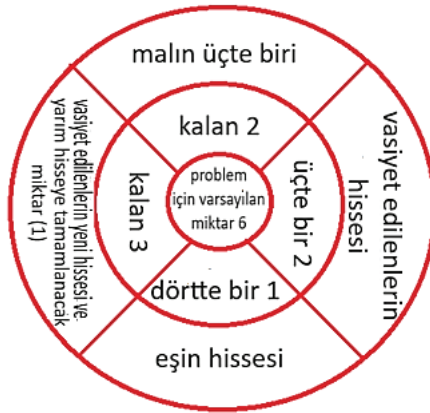 malın üçte biri
kalan 2
problem
için varsayılan
miktar 6
üçte bir 2
vasiyet edilenlerin
hissesi
kalan 3
vasiyet edilenlerin yeni hissesi ve
yarım hisseye tamamlanacak
miktar (1)
dörtte bir 1
eşin hissesi